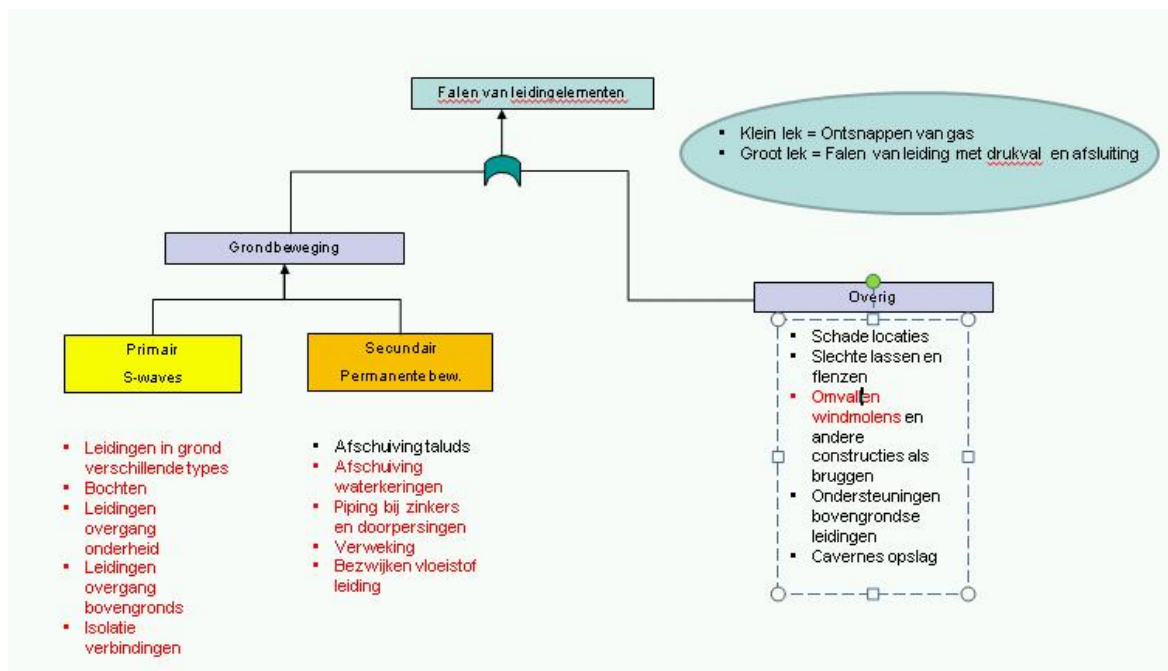 Falen van leidingelementen
▪ Klein lek = Ontsnappen van gas
▪ Groot lek = Falen van leiding met drukval en afsluiting
Grondbeweging
Overig
Primair
S-waves
Secundair
Permanente bew.
▪ Leidingen in grond
verschillende types
▪ Bochten
▪ Leidingen
overgang
onderheid
▪ Leidingen
overgang
bovengronds
▪ Isolatie
verbindingen
▪ Afschuiving taluds
▪ Afschuiving
waterkeringen
▪ Piping bij zinkers
en doorpersingen
▪ Verweking
▪ Bezwijken vloeistof
leiding
▪ Schade locaties
▪ Slechte lassen en
flenzen
▪ Omvallen
windmolens en
andere
constructies als
bruggen
▪ Ondersteuningen
bovengrondse
leidingen
▪ Cavernes opslag